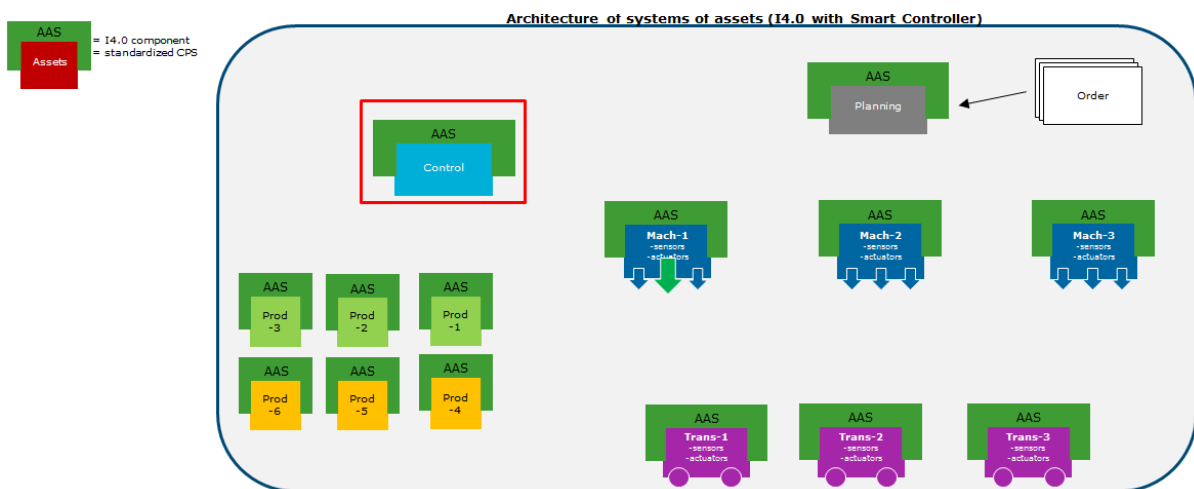 Architecture of systems of assets (I4.0 with Smart Controller)
AAS
= I4.0 component
= standardized CPS
Assets
AAS
Planning
Order
AAS
Control
AAS
Mach-1
-sensors
-actuators
AAS
Mach-2
-sensors
-actuators
AAS
Mach-3
-sensors
-actuators
AAS
Prod
-3
AAS
Prod
-2
AAS
Prod
-1
AAS
Prod
-6
AAS
Prod
-5
AAS
Prod
-4
AAS
Trans-1
-sensors
-actuators
AAS
Trans-2
-sensors
-actuators
AAS
Trans-3
-sensors
-actuators